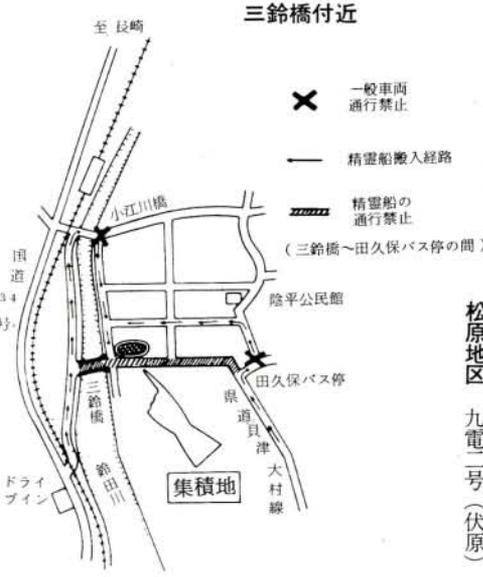 三鈴橋付近
至長崎
一般車両
通行禁止
精霊船搬入経路
精霊船の
通行禁止
(三鈴橋〜田久保バス停の間)
小江川橋
国道
34
号
陰平公民館
田久保バス停
三鈴橋
県道貝津
大村線
鈴田川
集積地
ドライ
ブイン
松原地区 九電二号(伏原)